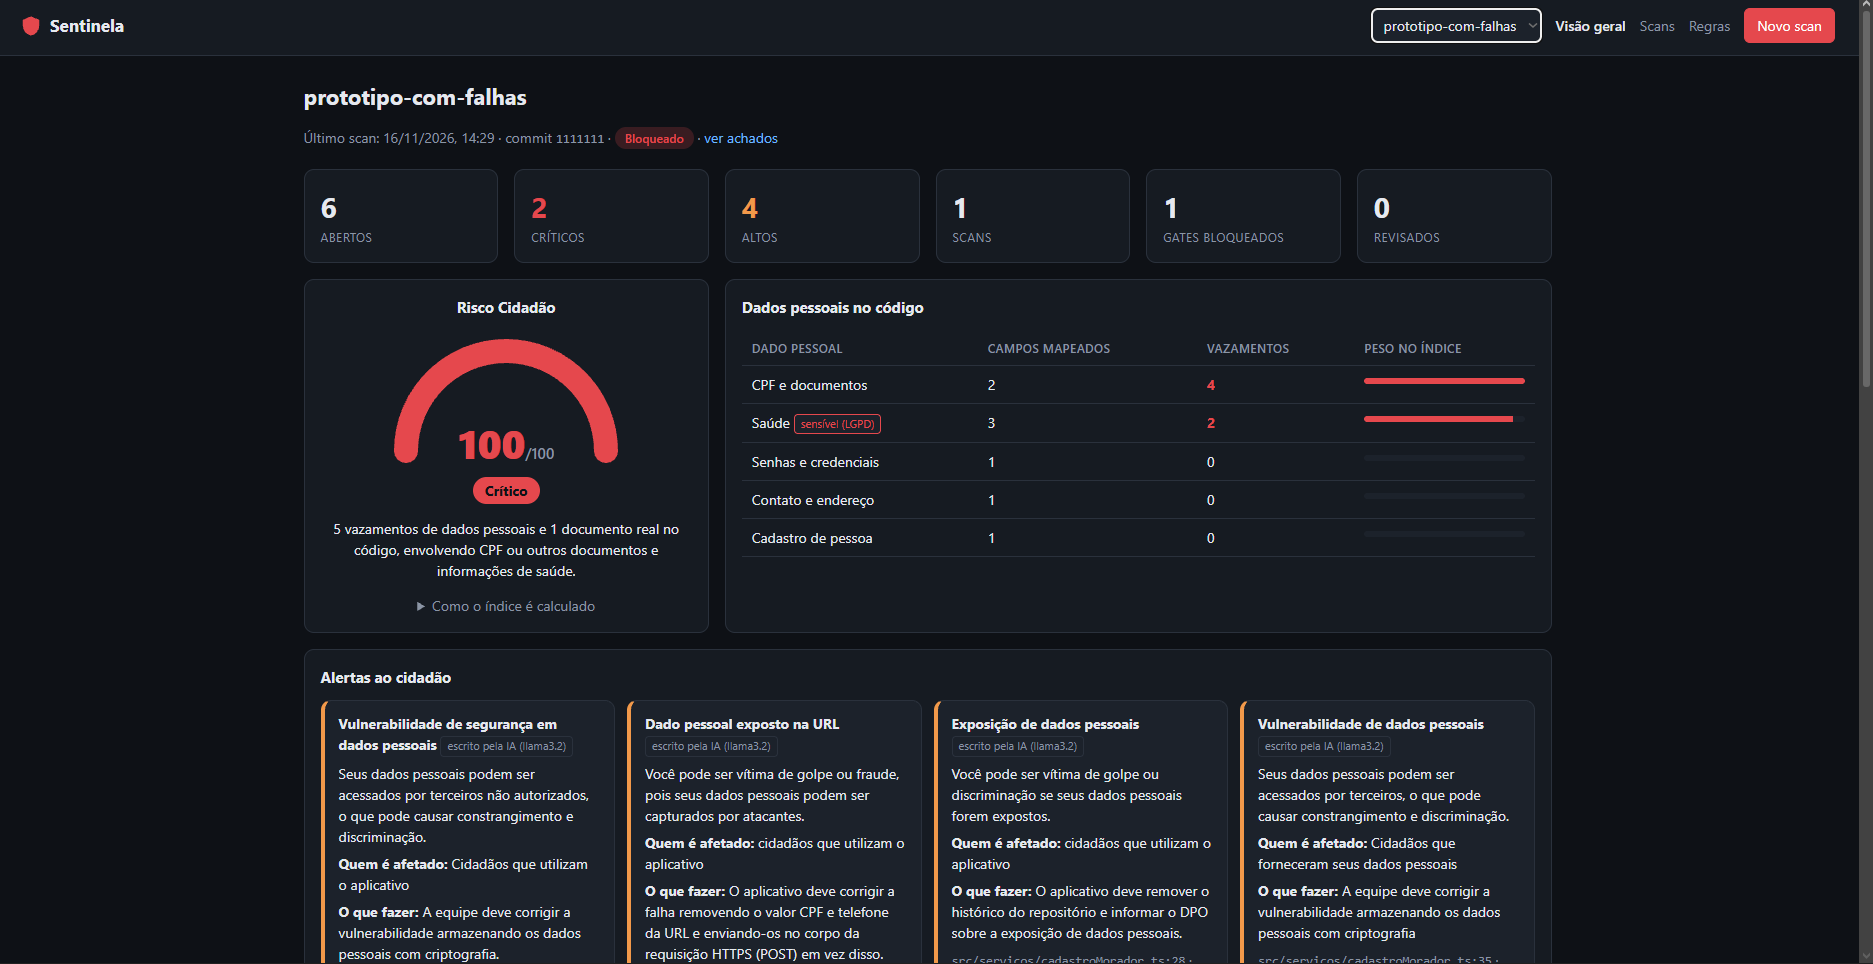 Sentinela
prototipo-com-falhas
Visão geral
Scans
Regras
Novo scan
prototipo-com-falhas
Último scan: 16/11/2026, 14:29 · commit 1111111 · Bloqueado · ver achados
6
ABERTOS
2
CRÍTICOS
4
ALTOS
1
SCANS
1
GATES BLOQUEADOS
0
REVISADOS
Risco Cidadão
100/100
Crítico
5 vazamentos de dados pessoais e 1 documento real no
código, envolvendo CPF ou outros documentos e
informações de saúde.
▶ Como o índice é calculado
Dados pessoais no código
DADO PESSOAL CAMPOS MAPEADOS VAZAMENTOS PESO NO ÍNDICE
CPF e documentos 2 4
Saúde sensível (LGPD) 3 2
Senhas e credenciais 1 0
Contato e endereço 1 0
Cadastro de pessoa 1 0
Alertas ao cidadão
Vulnerabilidade de segurança em
dados pessoais escrito pela IA (llama3.2)
Seus dados pessoais podem ser
acessados por terceiros não autorizados,
o que pode causar constrangimento e
discriminação.
Quem é afetado: Cidadãos que utilizam
o aplicativo
O que fazer: A equipe deve corrigir a
vulnerabilidade armazenando os dados
pessoais com criptografia.
Dado pessoal exposto na URL
escrito pela IA (llama3.2)
Você pode ser vítima de golpe ou fraude,
pois seus dados pessoais podem ser
capturados por atacantes.
Quem é afetado: cidadãos que utilizam o
aplicativo
O que fazer: O aplicativo deve corrigir a
falha removendo o valor CPF e telefone
da URL e enviando-os no corpo da
requisição HTTPS (POST) em vez disso.
Exposição de dados pessoais
escrito pela IA (llama3.2)
Você pode ser vítima de golpe ou
discriminação se seus dados pessoais
forem expostos.
Quem é afetado: cidadãos que utilizam o
aplicativo
O que fazer: O aplicativo deve remover o
histórico do repositório e informar o DPO
sobre a exposição de dados pessoais.
src/servicos/cadastroMorador.ts:28 ·
Vulnerabilidade de dados pessoais
escrito pela IA (llama3.2)
Seus dados pessoais podem ser
acessados por terceiros, o que pode
causar constrangimento e discriminação.
Quem é afetado: Cidadãos que
forneceram seus dados pessoais
O que fazer: A equipe deve corrigir a
vulnerabilidade armazenando os dados
pessoais com criptografia
src/servicos/cadastroMorador.ts:35 ·